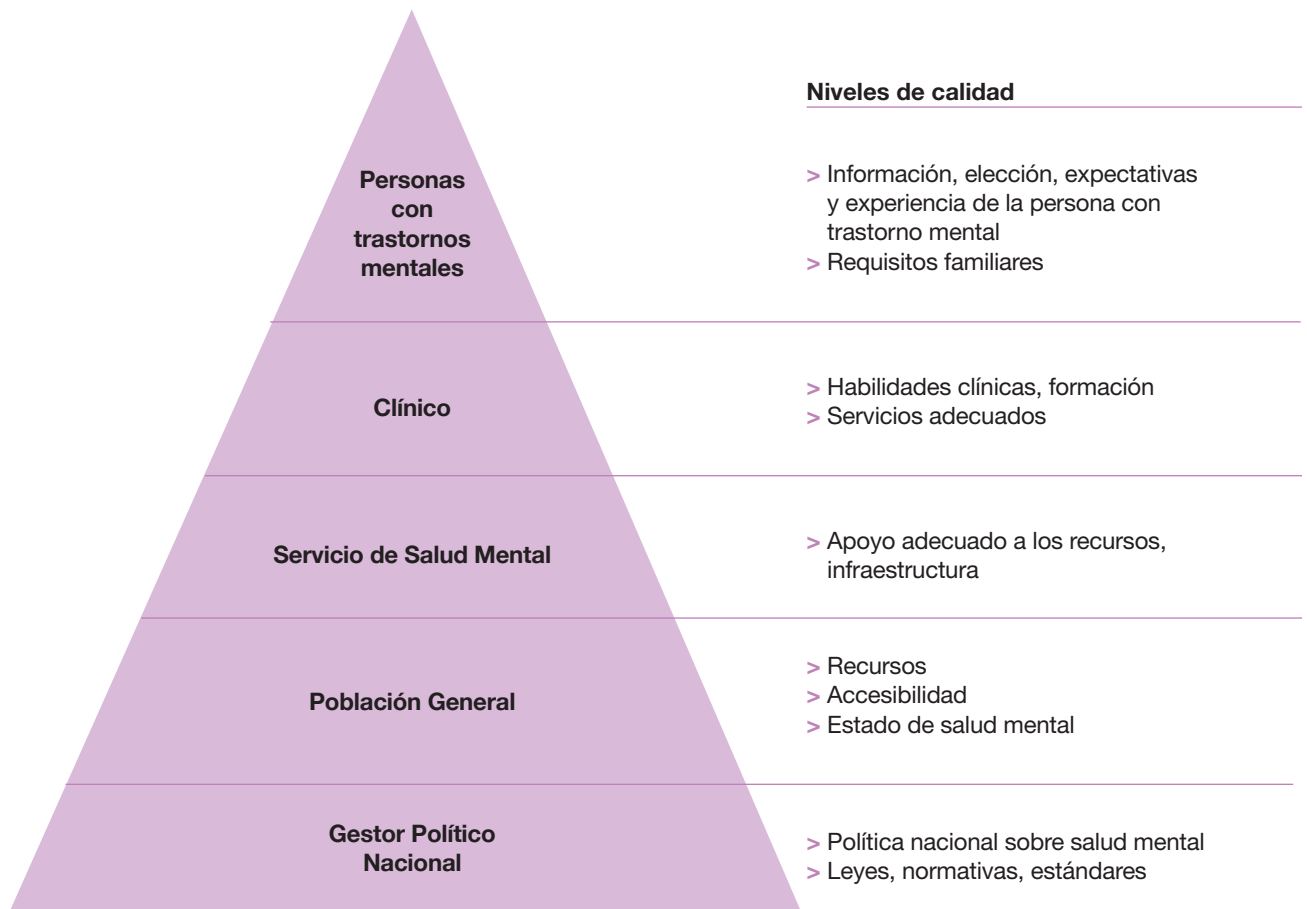 Niveles de calidad
Personas
con
trastornos
mentales
> Información, elección, expectativas
y experiencia de la persona con
trastorno mental
> Requisitos familiares
Clínico
> Habilidades clínicas, formación
> Servicios adecuados
Servicio de Salud Mental
> Apoyo adecuado a los recursos,
infraestructura
Población General
> Recursos
> Accesibilidad
> Estado de salud mental
Gestor Político
Nacional
> Política nacional sobre salud mental
> Leyes, normativas, estándares